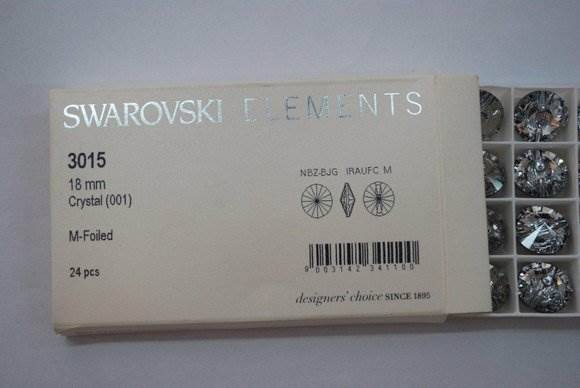 SWAROVSKI ELEMENTS
3015
18 mm
Crystal (001)
M-Foiled
24 pcs
NBZ-BJG IRAUFC M
9 003142 341100
designers' choice SINCE 1895